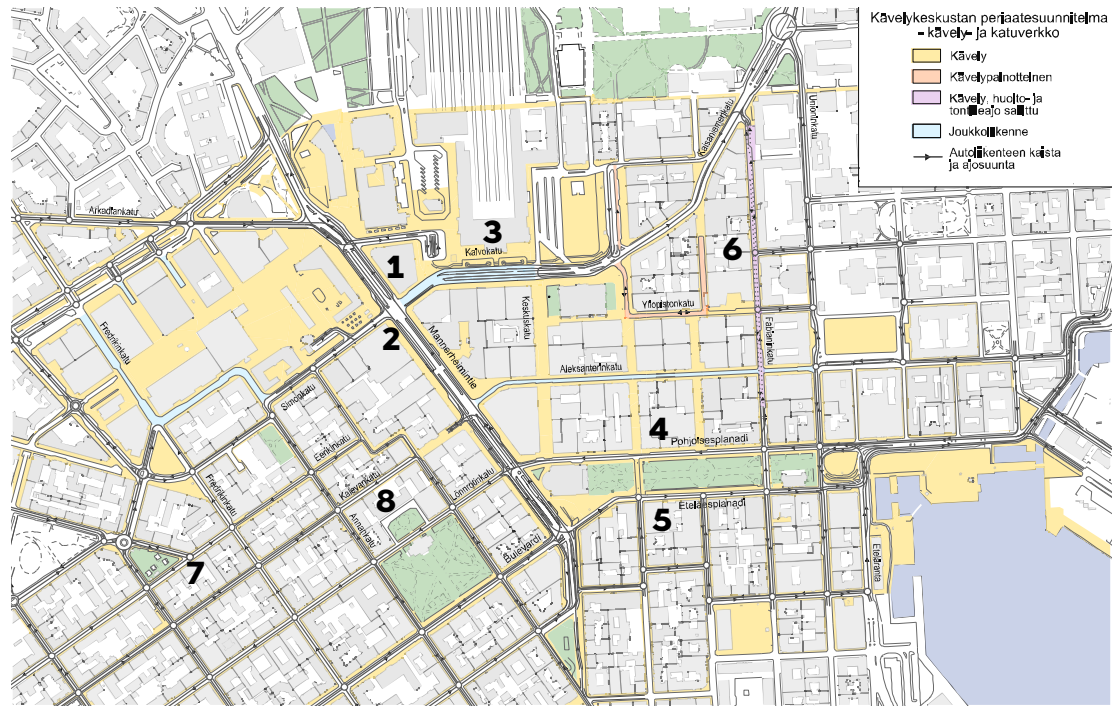 Kävelykeskustan periaatesuunnitelma
- kävely- ja katuverkko
Kävely
Kävelypainotteinen
Kävely, huolto- ja
tontilleajo sallittu
Joukkoliikenne
Autoliikenteen kaista
ja ajosuunta
Unioninkatu
Kaisaniemenkatu
Arkadiankatu
3
Kaivokatu
1
6
Yliopistonkatu
Keskuskatu
Fabianinkatu
Fredrikinkatu
2
Mannerheimintie
Aleksanterinkatu
Simonkatu
4
Pohjoisesplanadi
Eerikinkatu
Kalevankatu
Lönnrotinkatu
8
Fredrikinkatu
Annankatu
5
Eteläesplanadi
Bulevardi
Eteläranta
7